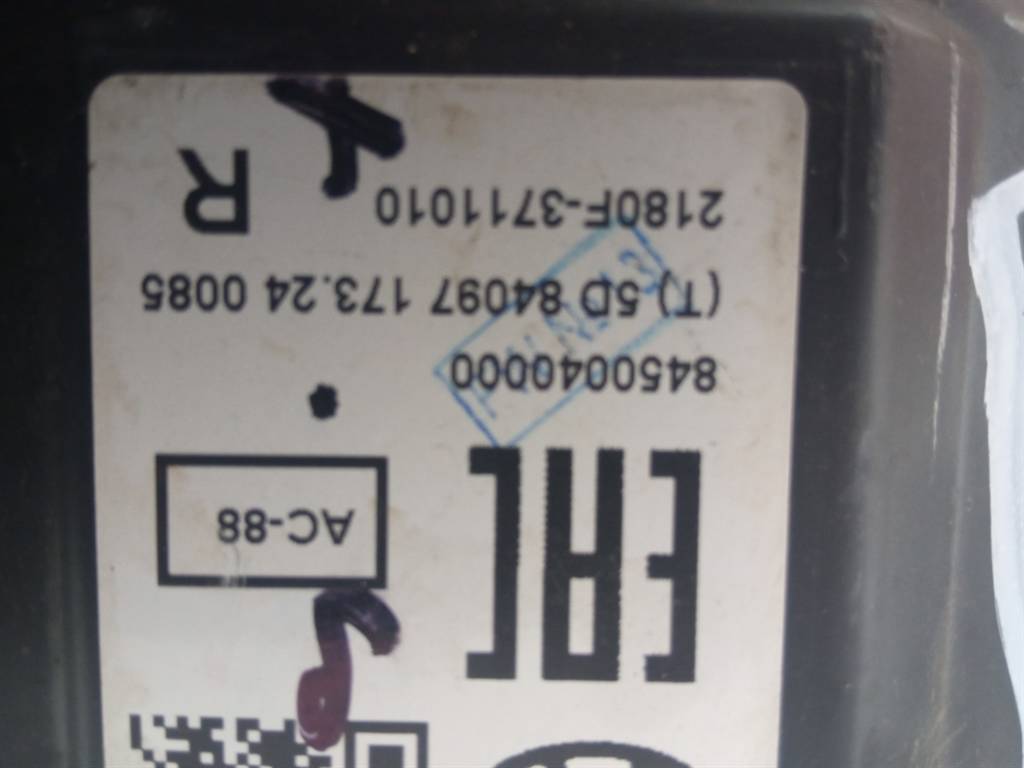 EAC
AC-88
8450040000
(T) 5D 84097 173.24 0085
2180F-3711010
R